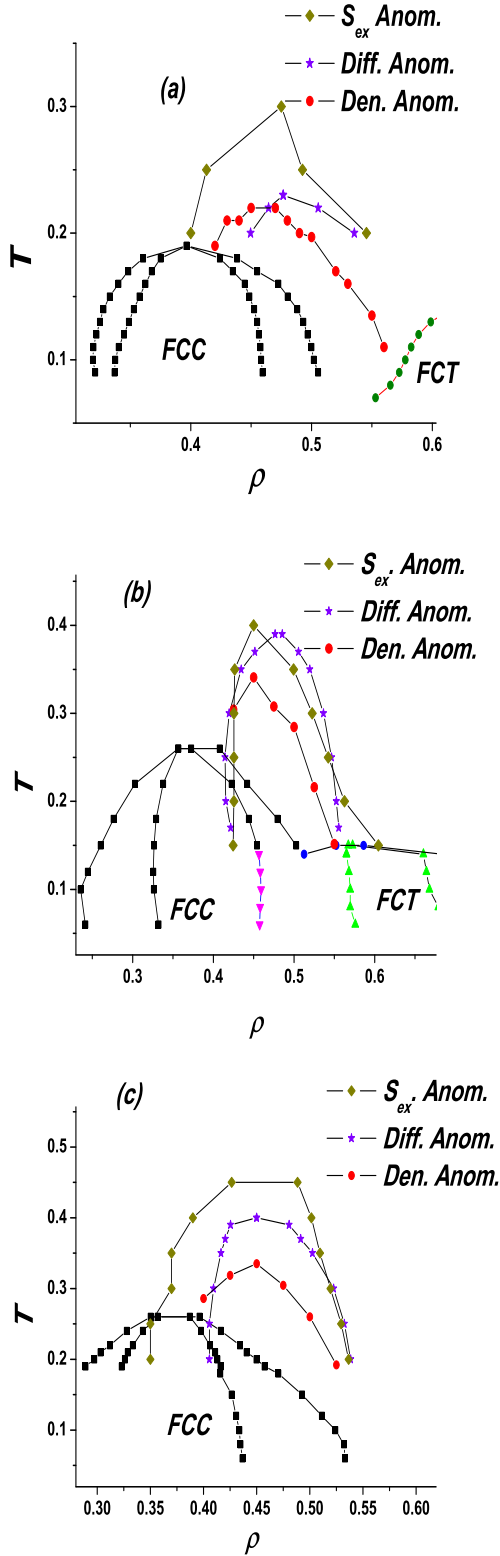 S_ex Anom.
Diff. Anom.
Den. Anom.
(a)
0.3
0.2
0.1
T
FCC
FCT
0.4 0.5 0.6
ρ
S_ex. Anom.
Diff. Anom.
Den. Anom.
(b)
0.4
0.3
0.2
0.1
T
FCC
FCT
0.3 0.4 0.5 0.6
ρ
S_ex. Anom.
Diff. Anom.
Den. Anom.
(c)
0.5
0.4
0.3
0.2
0.1
T
FCC
0.30 0.35 0.40 0.45 0.50 0.55 0.60
ρ